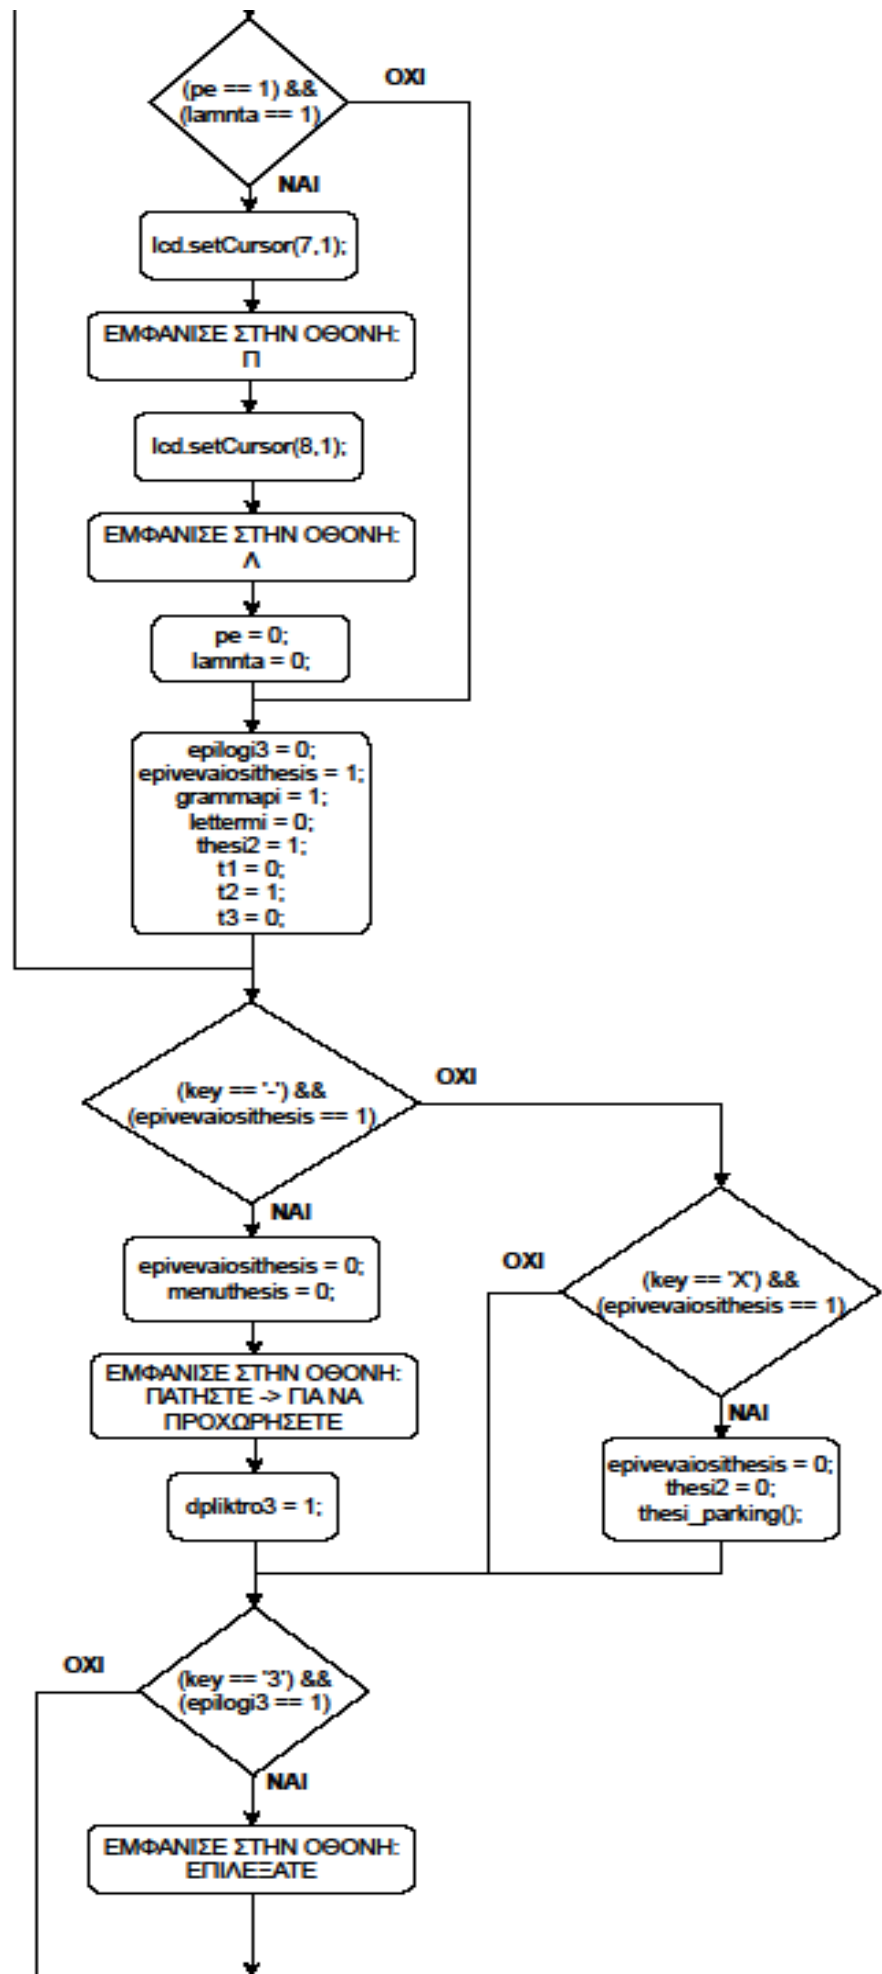 (pe == 1) &&
(lamnta == 1)
ΟΧΙ
ΝΑΙ
lcd.setCursor(7,1);
ΕΜΦΑΝΙΣΕ ΣΤΗΝ ΟΘΟΝΗ:
Π
lcd.setCursor(8,1);
ΕΜΦΑΝΙΣΕ ΣΤΗΝ ΟΘΟΝΗ:
Λ
pe = 0;
lamnta = 0;
epilogi3 = 0;
epivevaiosithesis = 1;
grammapi = 1;
lettermi = 0;
thesi2 = 1;
t1 = 0;
t2 = 1;
t3 = 0;
(key == '-') &&
(epivevaiosithesis == 1)
ΟΧΙ
ΝΑΙ
epivevaiosithesis = 0;
menuthesis = 0;
ΟΧΙ
(key == 'X') &&
(epivevaiosithesis == 1)
ΝΑΙ
ΕΜΦΑΝΙΣΕ ΣΤΗΝ ΟΘΟΝΗ:
ΠΑΤΗΣΤΕ -> ΓΙΑ ΝΑ
ΠΡΟΧΩΡΗΣΕΤΕ
dpliktro3 = 1;
epivevaiosithesis = 0;
thesi2 = 0;
thesi_parking();
ΟΧΙ
(key == '3') &&
(epilogi3 == 1)
ΝΑΙ
ΕΜΦΑΝΙΣΕ ΣΤΗΝ ΟΘΟΝΗ:
ΕΠΙΛΕΞΑΤΕ